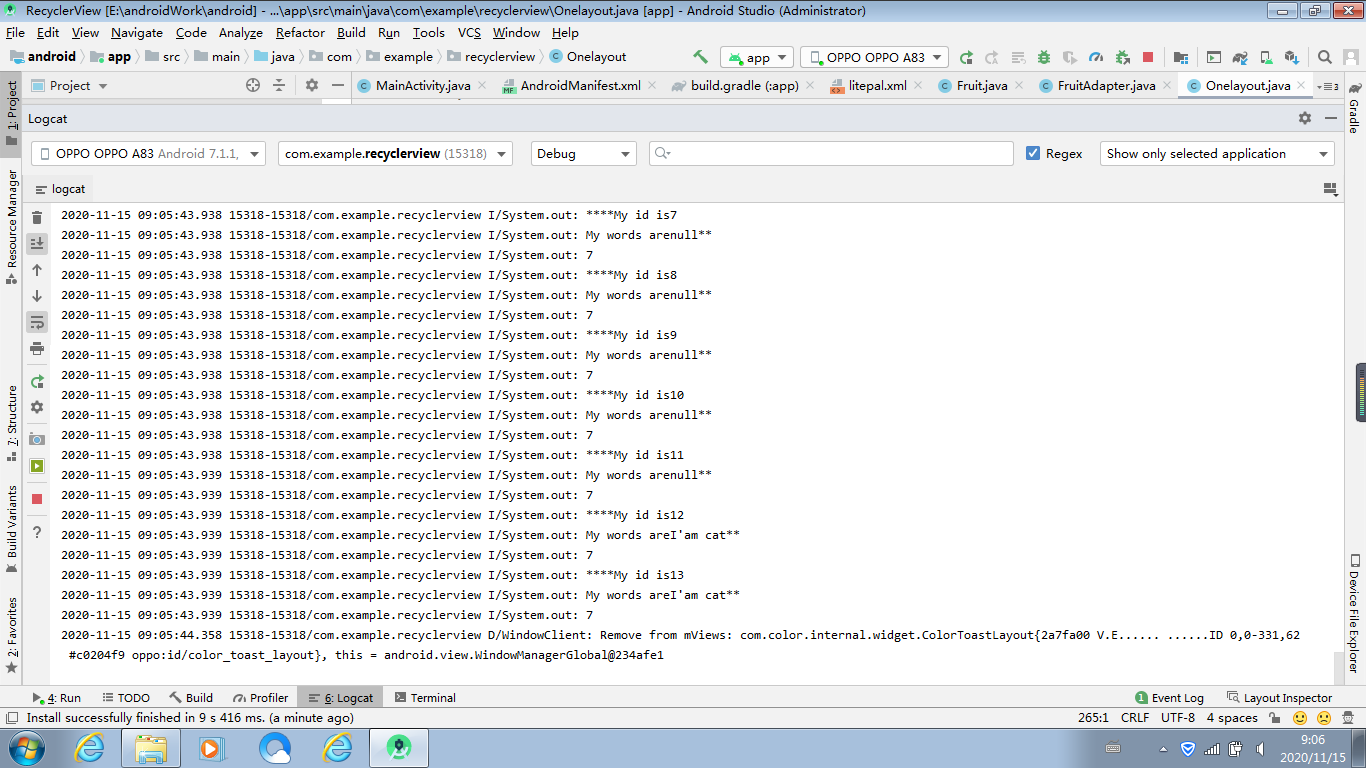 RecyclerView [E:\androidWork\android] - ...\app\src\main\java\com\example\recyclerview\Onelayout.java [app] - Android Studio (Administrator)
File Edit View Navigate Code Analyze Refactor Build Run Tools VCS Window Help
android app src main java com example recyclerview Onelayout app OPPO OPPO A83
Project MainActivity.java AndroidManifest.xml build.gradle (:app) litepal.xml Fruit.java FruitAdapter.java Onelayout.java
Logcat
OPPO OPPO A83 Android 7.1.1, com.example.recyclerview (15318) Debug Regex Show only selected application
logcat
2020-11-15 09:05:43.938 15318-15318/com.example.recyclerview I/System.out: ****My id is7
2020-11-15 09:05:43.938 15318-15318/com.example.recyclerview I/System.out: My words arenull**
2020-11-15 09:05:43.938 15318-15318/com.example.recyclerview I/System.out: 7
2020-11-15 09:05:43.938 15318-15318/com.example.recyclerview I/System.out: ****My id is8
2020-11-15 09:05:43.938 15318-15318/com.example.recyclerview I/System.out: My words arenull**
2020-11-15 09:05:43.938 15318-15318/com.example.recyclerview I/System.out: 7
2020-11-15 09:05:43.938 15318-15318/com.example.recyclerview I/System.out: ****My id is9
2020-11-15 09:05:43.938 15318-15318/com.example.recyclerview I/System.out: My words arenull**
2020-11-15 09:05:43.938 15318-15318/com.example.recyclerview I/System.out: 7
2020-11-15 09:05:43.938 15318-15318/com.example.recyclerview I/System.out: ****My id is10
2020-11-15 09:05:43.938 15318-15318/com.example.recyclerview I/System.out: My words arenull**
2020-11-15 09:05:43.938 15318-15318/com.example.recyclerview I/System.out: 7
2020-11-15 09:05:43.938 15318-15318/com.example.recyclerview I/System.out: ****My id is11
2020-11-15 09:05:43.939 15318-15318/com.example.recyclerview I/System.out: My words arenull**
2020-11-15 09:05:43.939 15318-15318/com.example.recyclerview I/System.out: 7
2020-11-15 09:05:43.939 15318-15318/com.example.recyclerview I/System.out: ****My id is12
2020-11-15 09:05:43.939 15318-15318/com.example.recyclerview I/System.out: My words areI'am cat**
2020-11-15 09:05:43.939 15318-15318/com.example.recyclerview I/System.out: 7
2020-11-15 09:05:43.939 15318-15318/com.example.recyclerview I/System.out: ****My id is13
2020-11-15 09:05:43.939 15318-15318/com.example.recyclerview I/System.out: My words areI'am cat**
2020-11-15 09:05:43.939 15318-15318/com.example.recyclerview I/System.out: 7
2020-11-15 09:05:44.358 15318-15318/com.example.recyclerview D/WindowClient: Remove from mViews: com.color.internal.widget.ColorToastLayout{2a7fa00 V.E...... ......ID 0,0-331,62
#c0204f9 oppo:id/color_toast_layout}, this = android.view.WindowManagerGlobal@234afe1
1: Project
Resource Manager
7: Structure
Build Variants
2: Favorites
Gradle
Device File Explorer
4: Run TODO Build Profiler 6: Logcat Terminal 1 Event Log Layout Inspector
Install successfully finished in 9 s 416 ms. (a minute ago) 265:1 CRLF UTF-8 4 spaces
9:06
2020/11/15